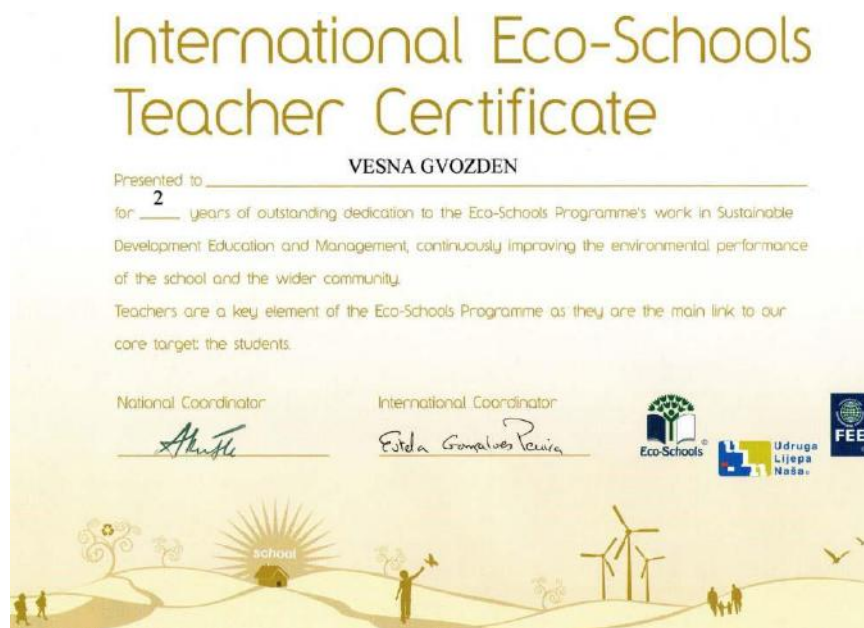 International Eco-Schools
Teacher Certificate
VESNA GVOZDEN
Presented to
2
for ____ years of outstanding dedication to the Eco-Schools Programme's work in Sustainable
Development Education and Management, continuously improving the environmental performance
of the school and the wider community.
Teachers are a key element of the Eco-Schools Programme as they are the main link to our
core target: the students.
National Coordinator
International Coordinator
Estela Gonçalves Pereira
Eco-Schools®
Udruga
Lijepa
Naša
FEE
school